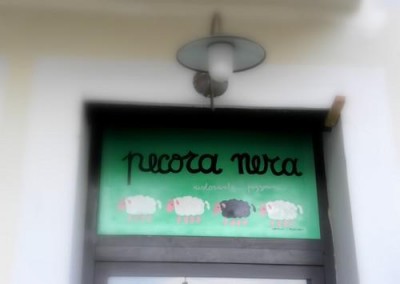 pecora nera
ristorante pizzeria